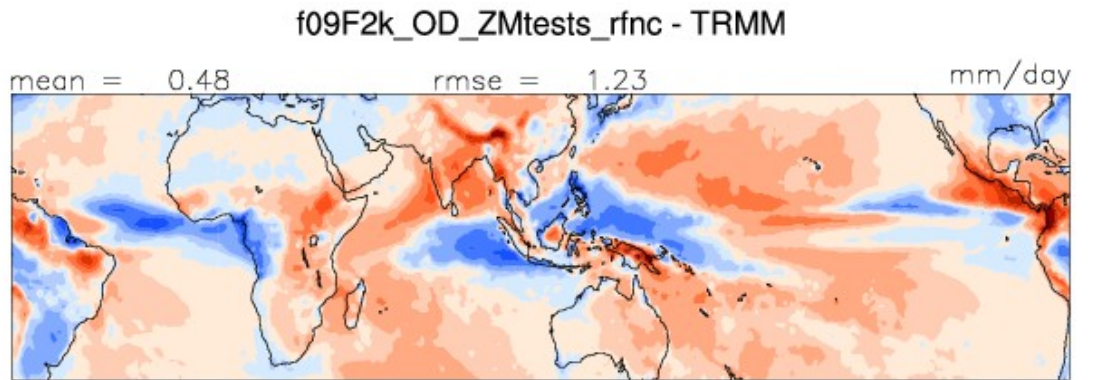 f09F2k_OD_ZMtests_rfnc - TRMM
mean = 0.48 rmse = 1.23 mm/day